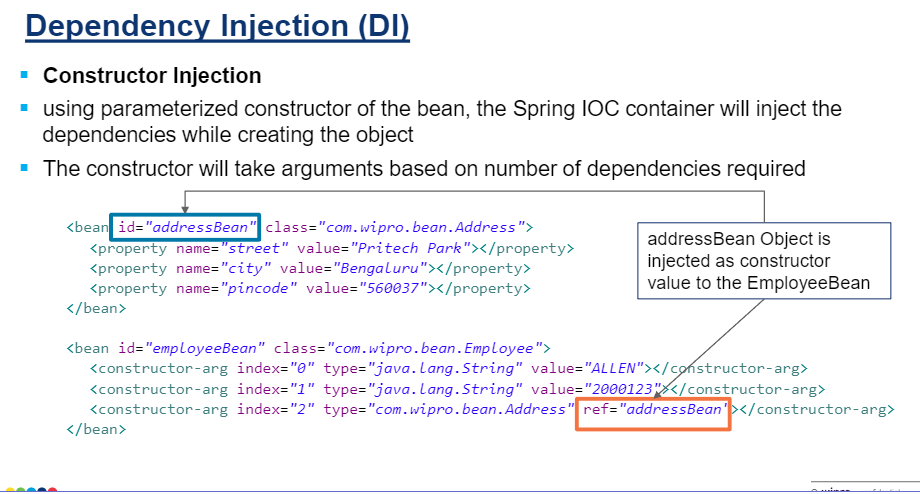 Dependency Injection (DI)
Constructor Injection
using parameterized constructor of the bean, the Spring IOC container will inject the
dependencies while creating the object
The constructor will take arguments based on number of dependencies required
<bean id="addressBean" class="com.wipro.bean.Address">
<property name="street" value="Pritech Park"></property>
<property name="city" value="Bengaluru"></property>
<property name="pincode" value="560037"></property>
</bean>
addressBean Object is
injected as constructor
value to the EmployeeBean
<bean id="employeeBean" class="com.wipro.bean.Employee">
<constructor-arg index="0" type="java.lang.String" value="ALLEN"></constructor-arg>
<constructor-arg index="1" type="java.lang.String" value="2000123"></constructor-arg>
<constructor-arg index="2" type="com.wipro.bean.Address" ref="addressBean"></constructor-arg>
</bean>